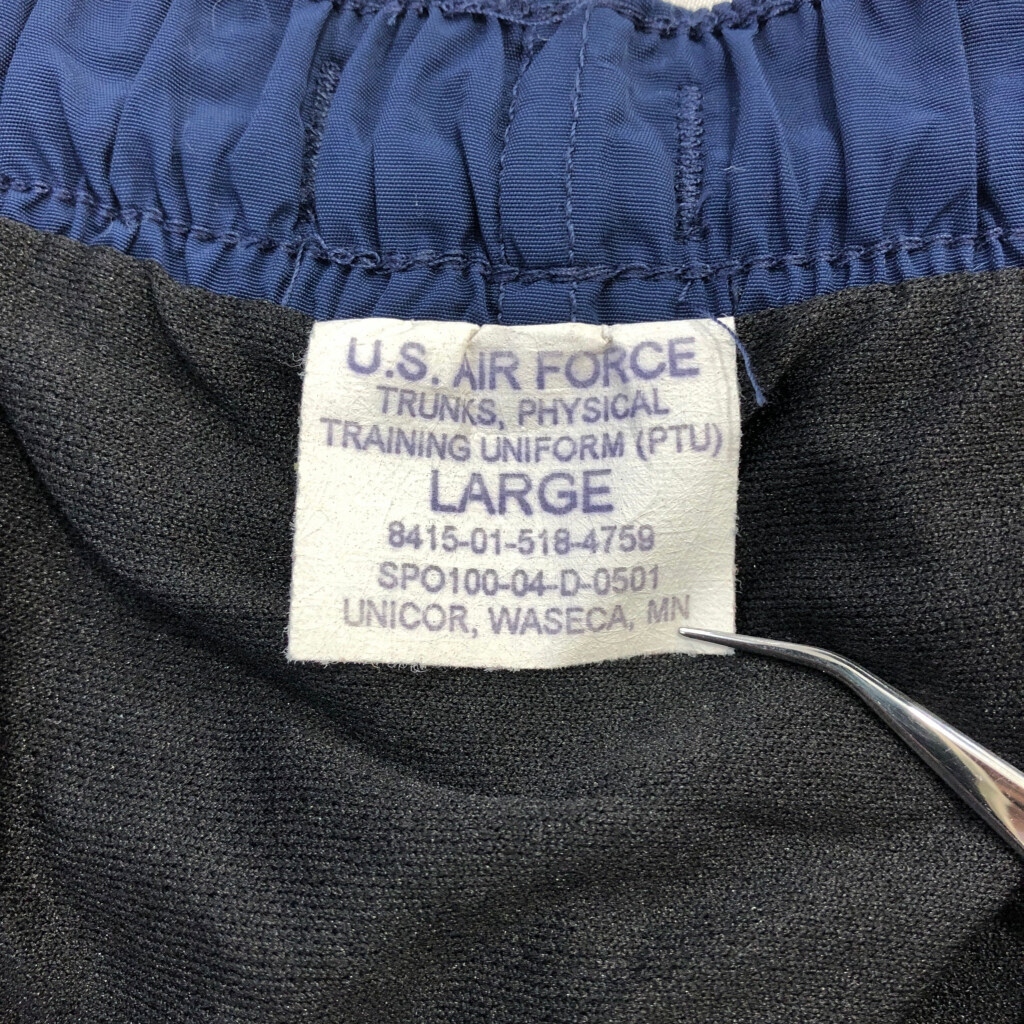 U.S. AIR FORCE
TRUNKS, PHYSICAL
TRAINING UNIFORM (PTU)
LARGE
8415-01-518-4759
SPO100-04-D-0501
UNICOR, WASECA, MN